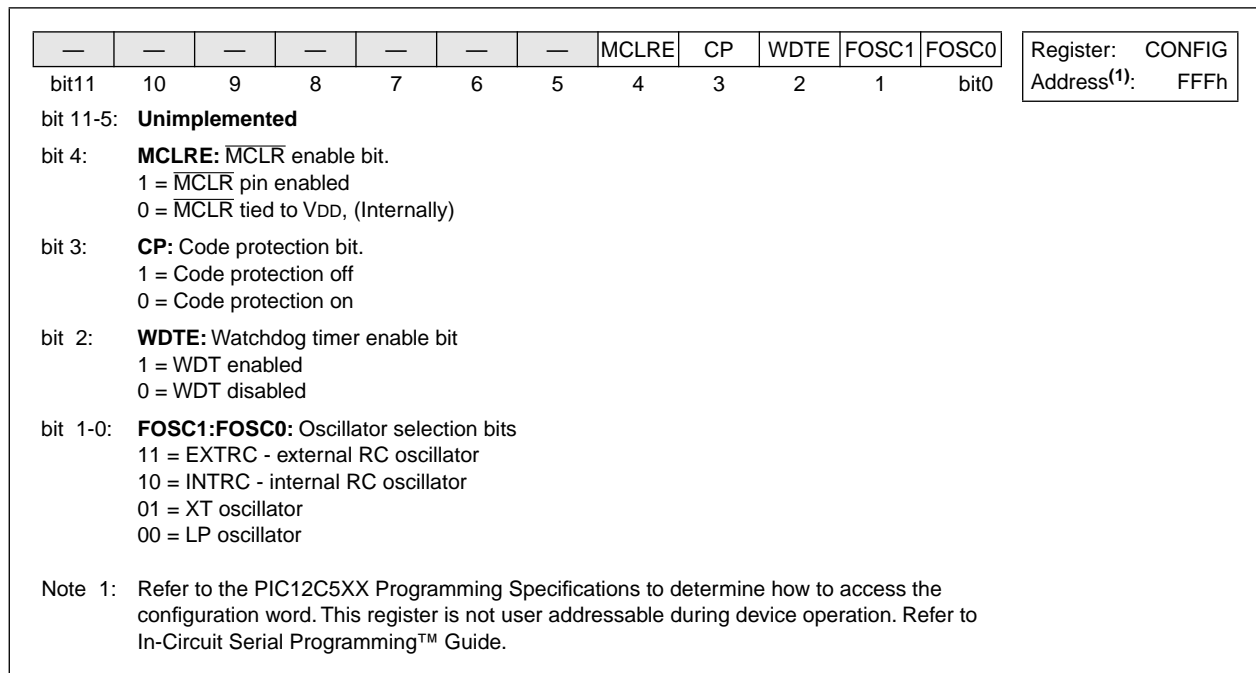 — — — — — — — MCLRE CP WDTE FOSC1 FOSC0 Register: CONFIG
bit11 10 9 8 7 6 5 4 3 2 1 bit0 Address(1): FFFh
bit 11-5: Unimplemented
bit 4: MCLRE: MCLR enable bit.
1 = MCLR pin enabled
0 = MCLR tied to VDD, (Internally)
bit 3: CP: Code protection bit.
1 = Code protection off
0 = Code protection on
bit 2: WDTE: Watchdog timer enable bit
1 = WDT enabled
0 = WDT disabled
bit 1-0: FOSC1:FOSC0: Oscillator selection bits
11 = EXTRC - external RC oscillator
10 = INTRC - internal RC oscillator
01 = XT oscillator
00 = LP oscillator
Note 1: Refer to the PIC12C5XX Programming Specifications to determine how to access the
configuration word. This register is not user addressable during device operation. Refer to
In-Circuit Serial Programming™ Guide.